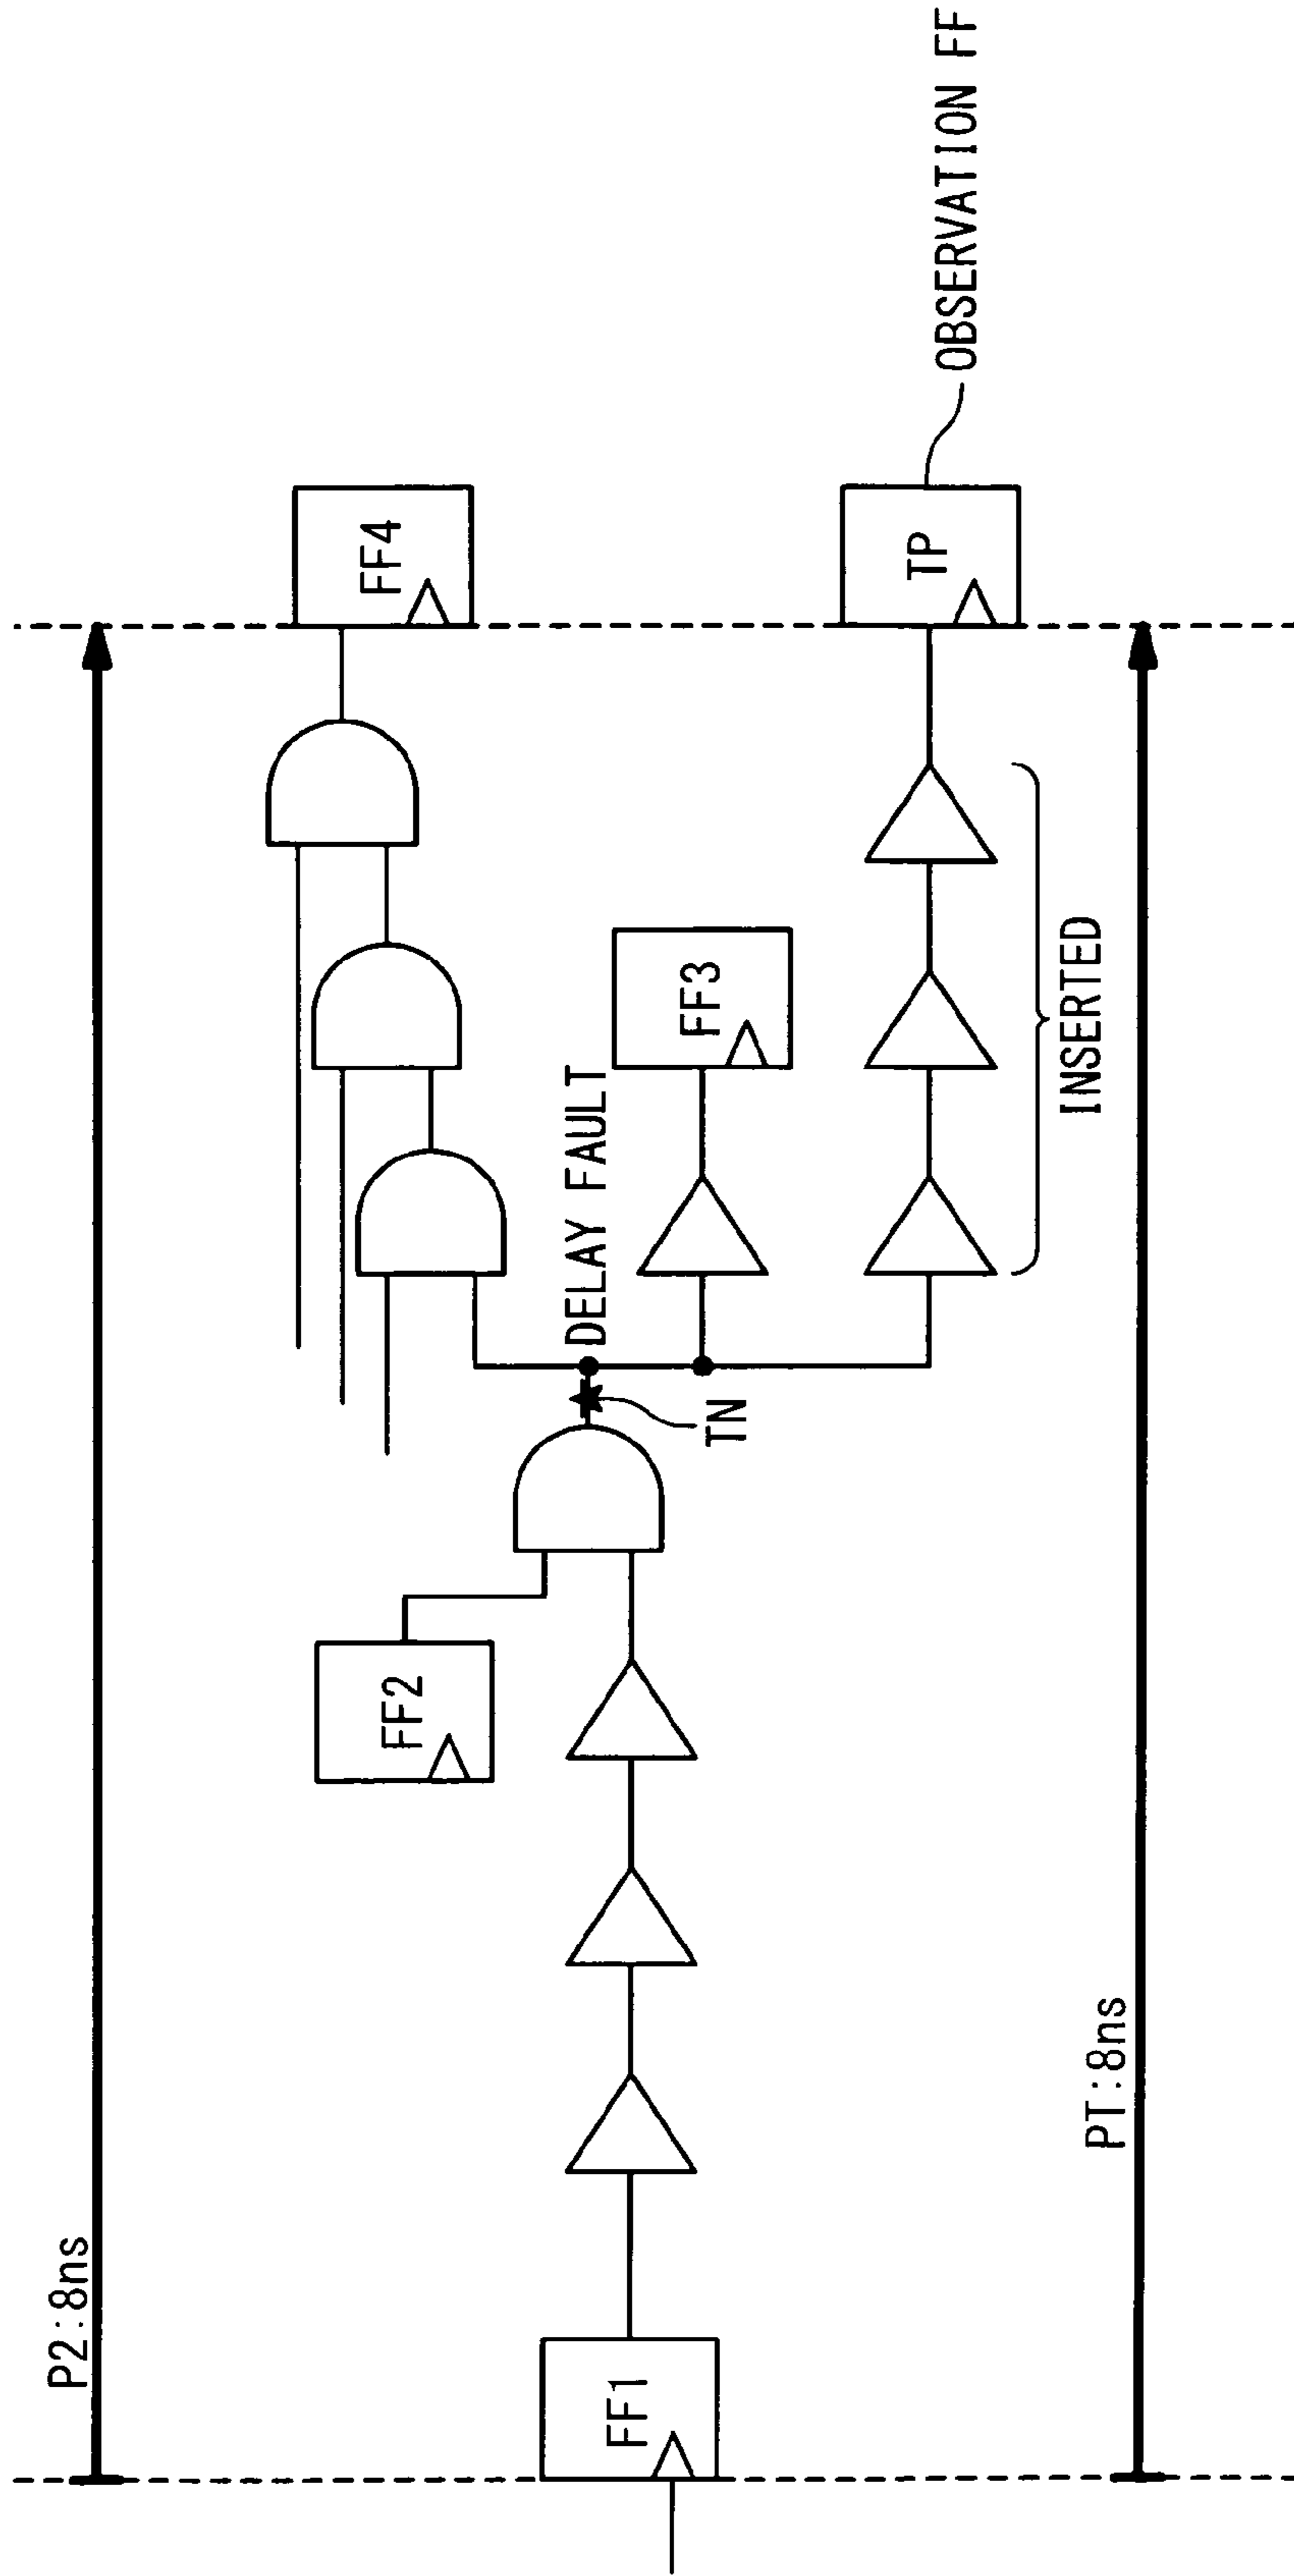 P2:8ns
FF4
FF2
DELAY FAULT
FF3
OBSERVATION FF
FF1
TN
TP
INSERTED
PT:8ns